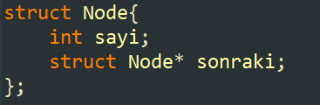 struct Node{
    int sayi;
    struct Node* sonraki;
};